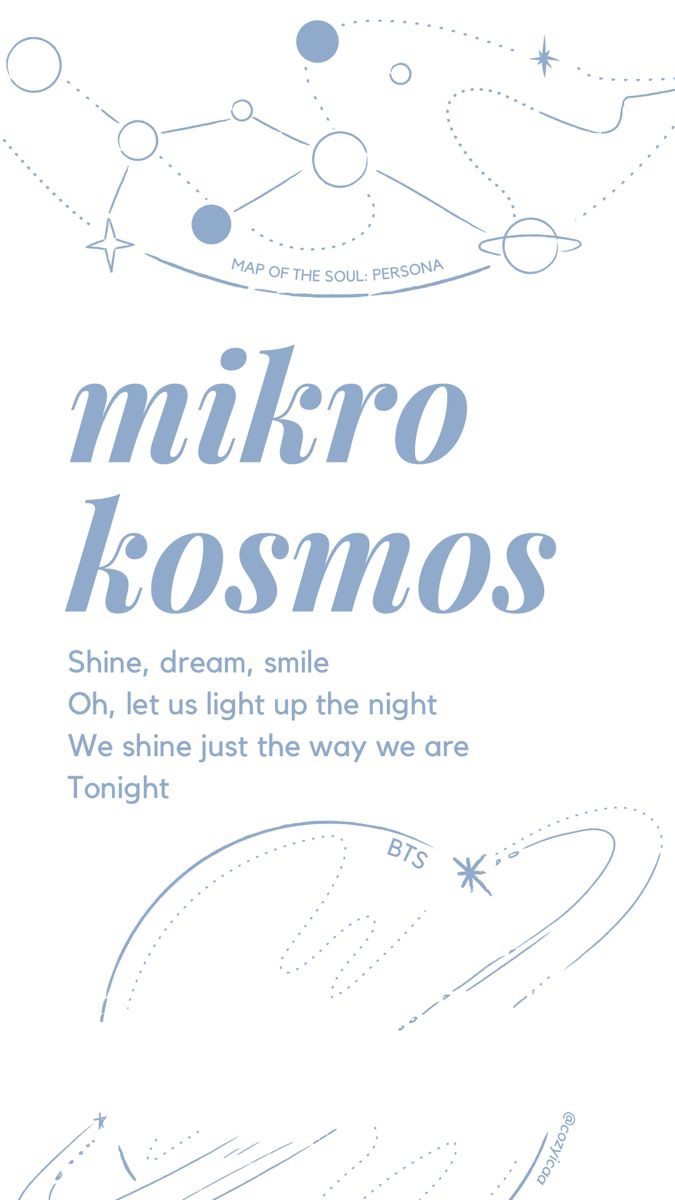 MAP OF THE SOUL: PERSONA
mikro
kosmos
Shine, dream, smile
Oh, let us light up the night
We shine just the way we are
Tonight
BTS
@cozyicaa